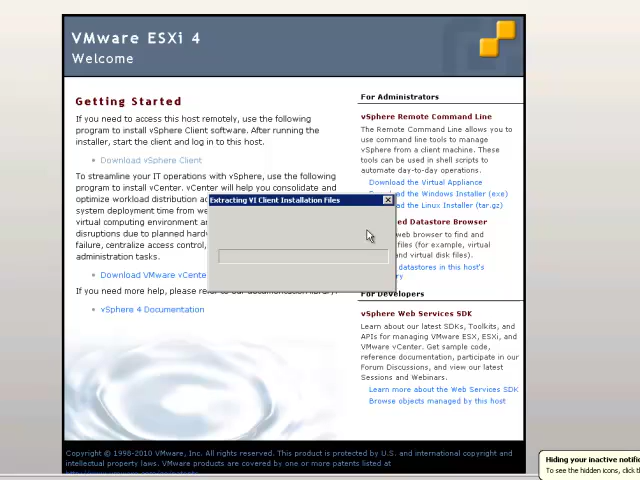 VMware ESXi 4
Welcome
Getting Started
If you need to access this host remotely, use the following
program to install vSphere Client software. After running the
installer, start the client and log in to this host.
Download vSphere Client
To streamline your IT operations with vSphere, use the following
program to install vCenter. vCenter will help you consolidate and
optimize workload distribution ac
system deployment time from we
virtual computing environment a
disruptions due to planned hardw
failure, centralize access control,
administration tasks.
Download VMware vCente
If you need more help, please re
vSphere 4 Documentation
Extracting VI Client Installation Files
For Administrators
vSphere Remote Command Line
The Remote Command Line allows you to
use command line tools to manage
vSphere from a client machine. These
tools can be used in shell scripts to
automate day-to-day operations.
Download the Virtual Appliance
ad the Windows Installer (exe)
ad the Linux Installer (tar.gz)
ed Datastore Browser
web browser to find and
files (for example, virtual
and virtual disk files).
datastores in this host's
ry
For Developers
vSphere Web Services SDK
Learn about our latest SDKs, Toolkits, and
APIs for managing VMware ESX, ESXi, and
VMware vCenter. Get sample code,
reference documentation, participate in our
Forum Discussions, and view our latest
Sessions and Webinars.
Learn more about the Web Services SDK
Browse objects managed by this host
Copyright © 1998-2010 VMware, Inc. All rights reserved. This product is protected by U.S. and international copyright and
intellectual property laws. VMware products are covered by one or more patents listed at
Hiding your inactive notific
To see the hidden icons, click th